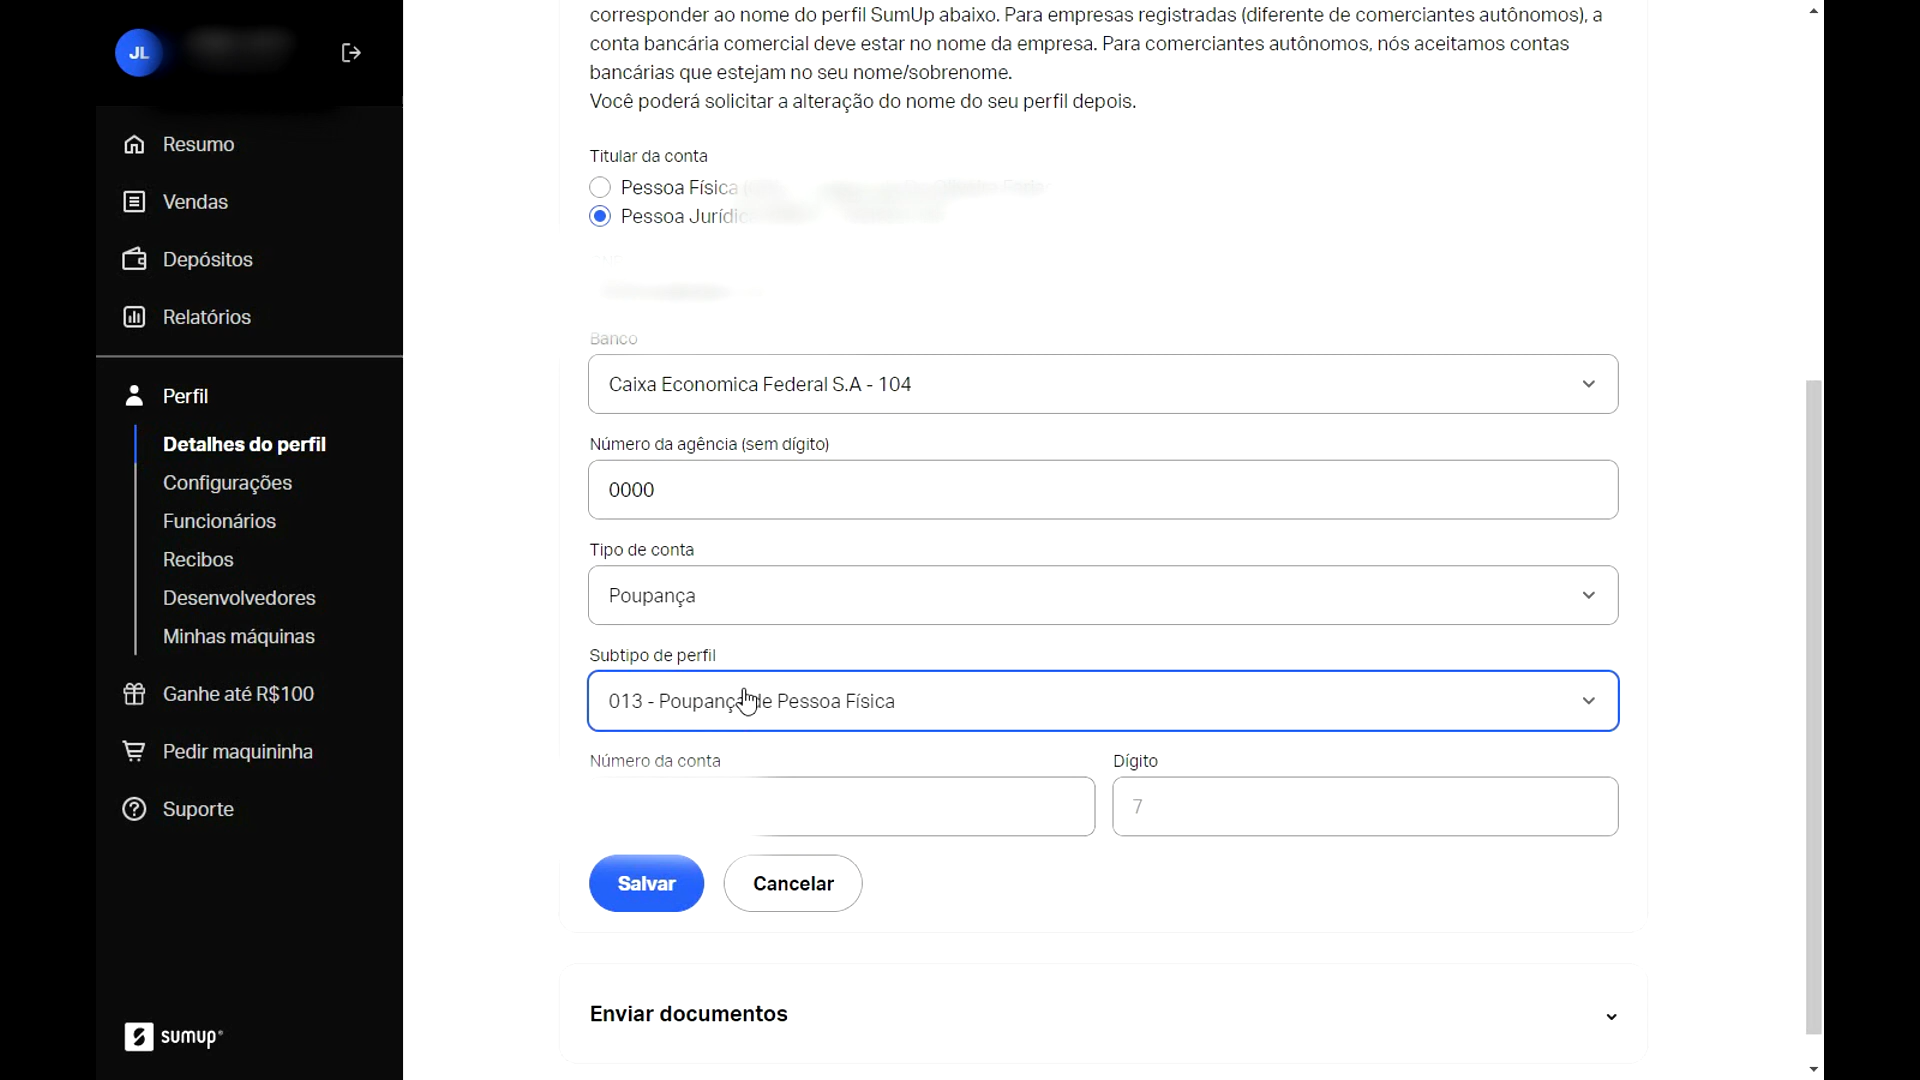 JL
Resumo
Vendas
Depósitos
Relatórios
Perfil
Detalhes do perfil
Configurações
Funcionários
Recibos
Desenvolvedores
Minhas máquinas
Ganhe até R$100
Pedir maquininha
Suporte
sumup®
corresponder ao nome do perfil SumUp abaixo. Para empresas registradas (diferente de comerciantes autônomos), a
conta bancária comercial deve estar no nome da empresa. Para comerciantes autônomos, nós aceitamos contas
bancárias que estejam no seu nome/sobrenome.
Você poderá solicitar a alteração do nome do seu perfil depois.
Titular da conta
Pessoa Física
Pessoa Jurídic
Banco
Caixa Economica Federal S.A - 104
Número da agência (sem dígito)
0000
Tipo de conta
Poupança
Subtipo de perfil
013 - Poupança de Pessoa Física
Número da conta
Dígito
7
Salvar
Cancelar
Enviar documentos